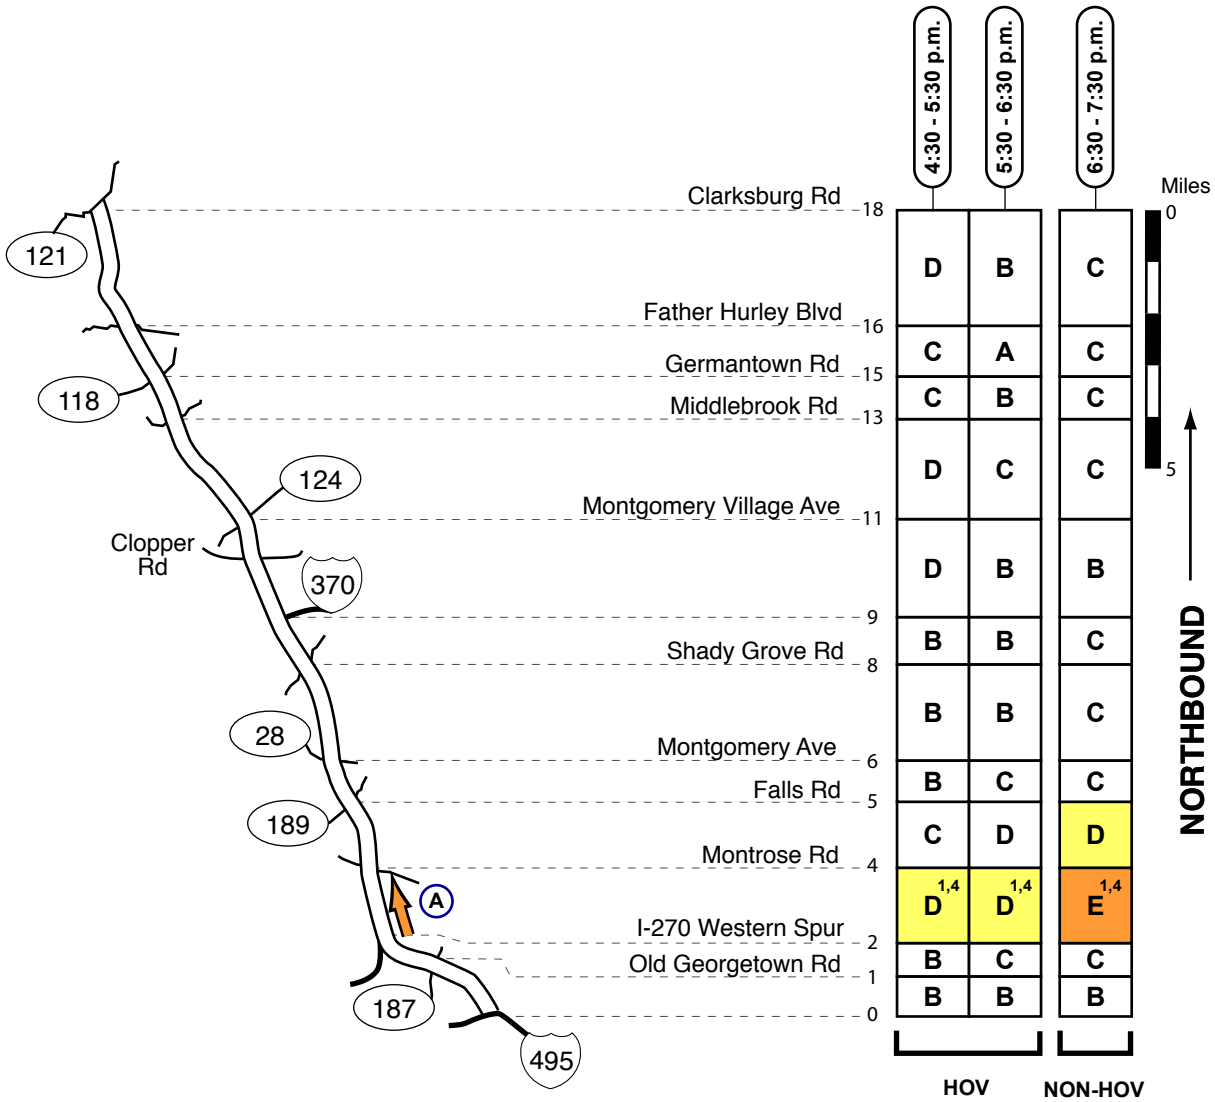 4:30 - 5:30 p.m.
5:30 - 6:30 p.m.
6:30 - 7:30 p.m.
Miles
Clarksburg Rd 18 0
121
D B C
Father Hurley Blvd 16
C A C
Germantown Rd 15
118
C B C
Middlebrook Rd 13
124
D C C
5
Montgomery Village Ave 11
Clopper
Rd
370
D B B
9
B B C
Shady Grove Rd 8
28
B B C
Montgomery Ave 6
B C C
Falls Rd 5
189
C D D
Montrose Rd 4
A
D 1,4 D 1,4 E 1,4
I-270 Western Spur 2
B C C
Old Georgetown Rd 1
187
B B B
0
495
NORTHBOUND
HOV NON-HOV